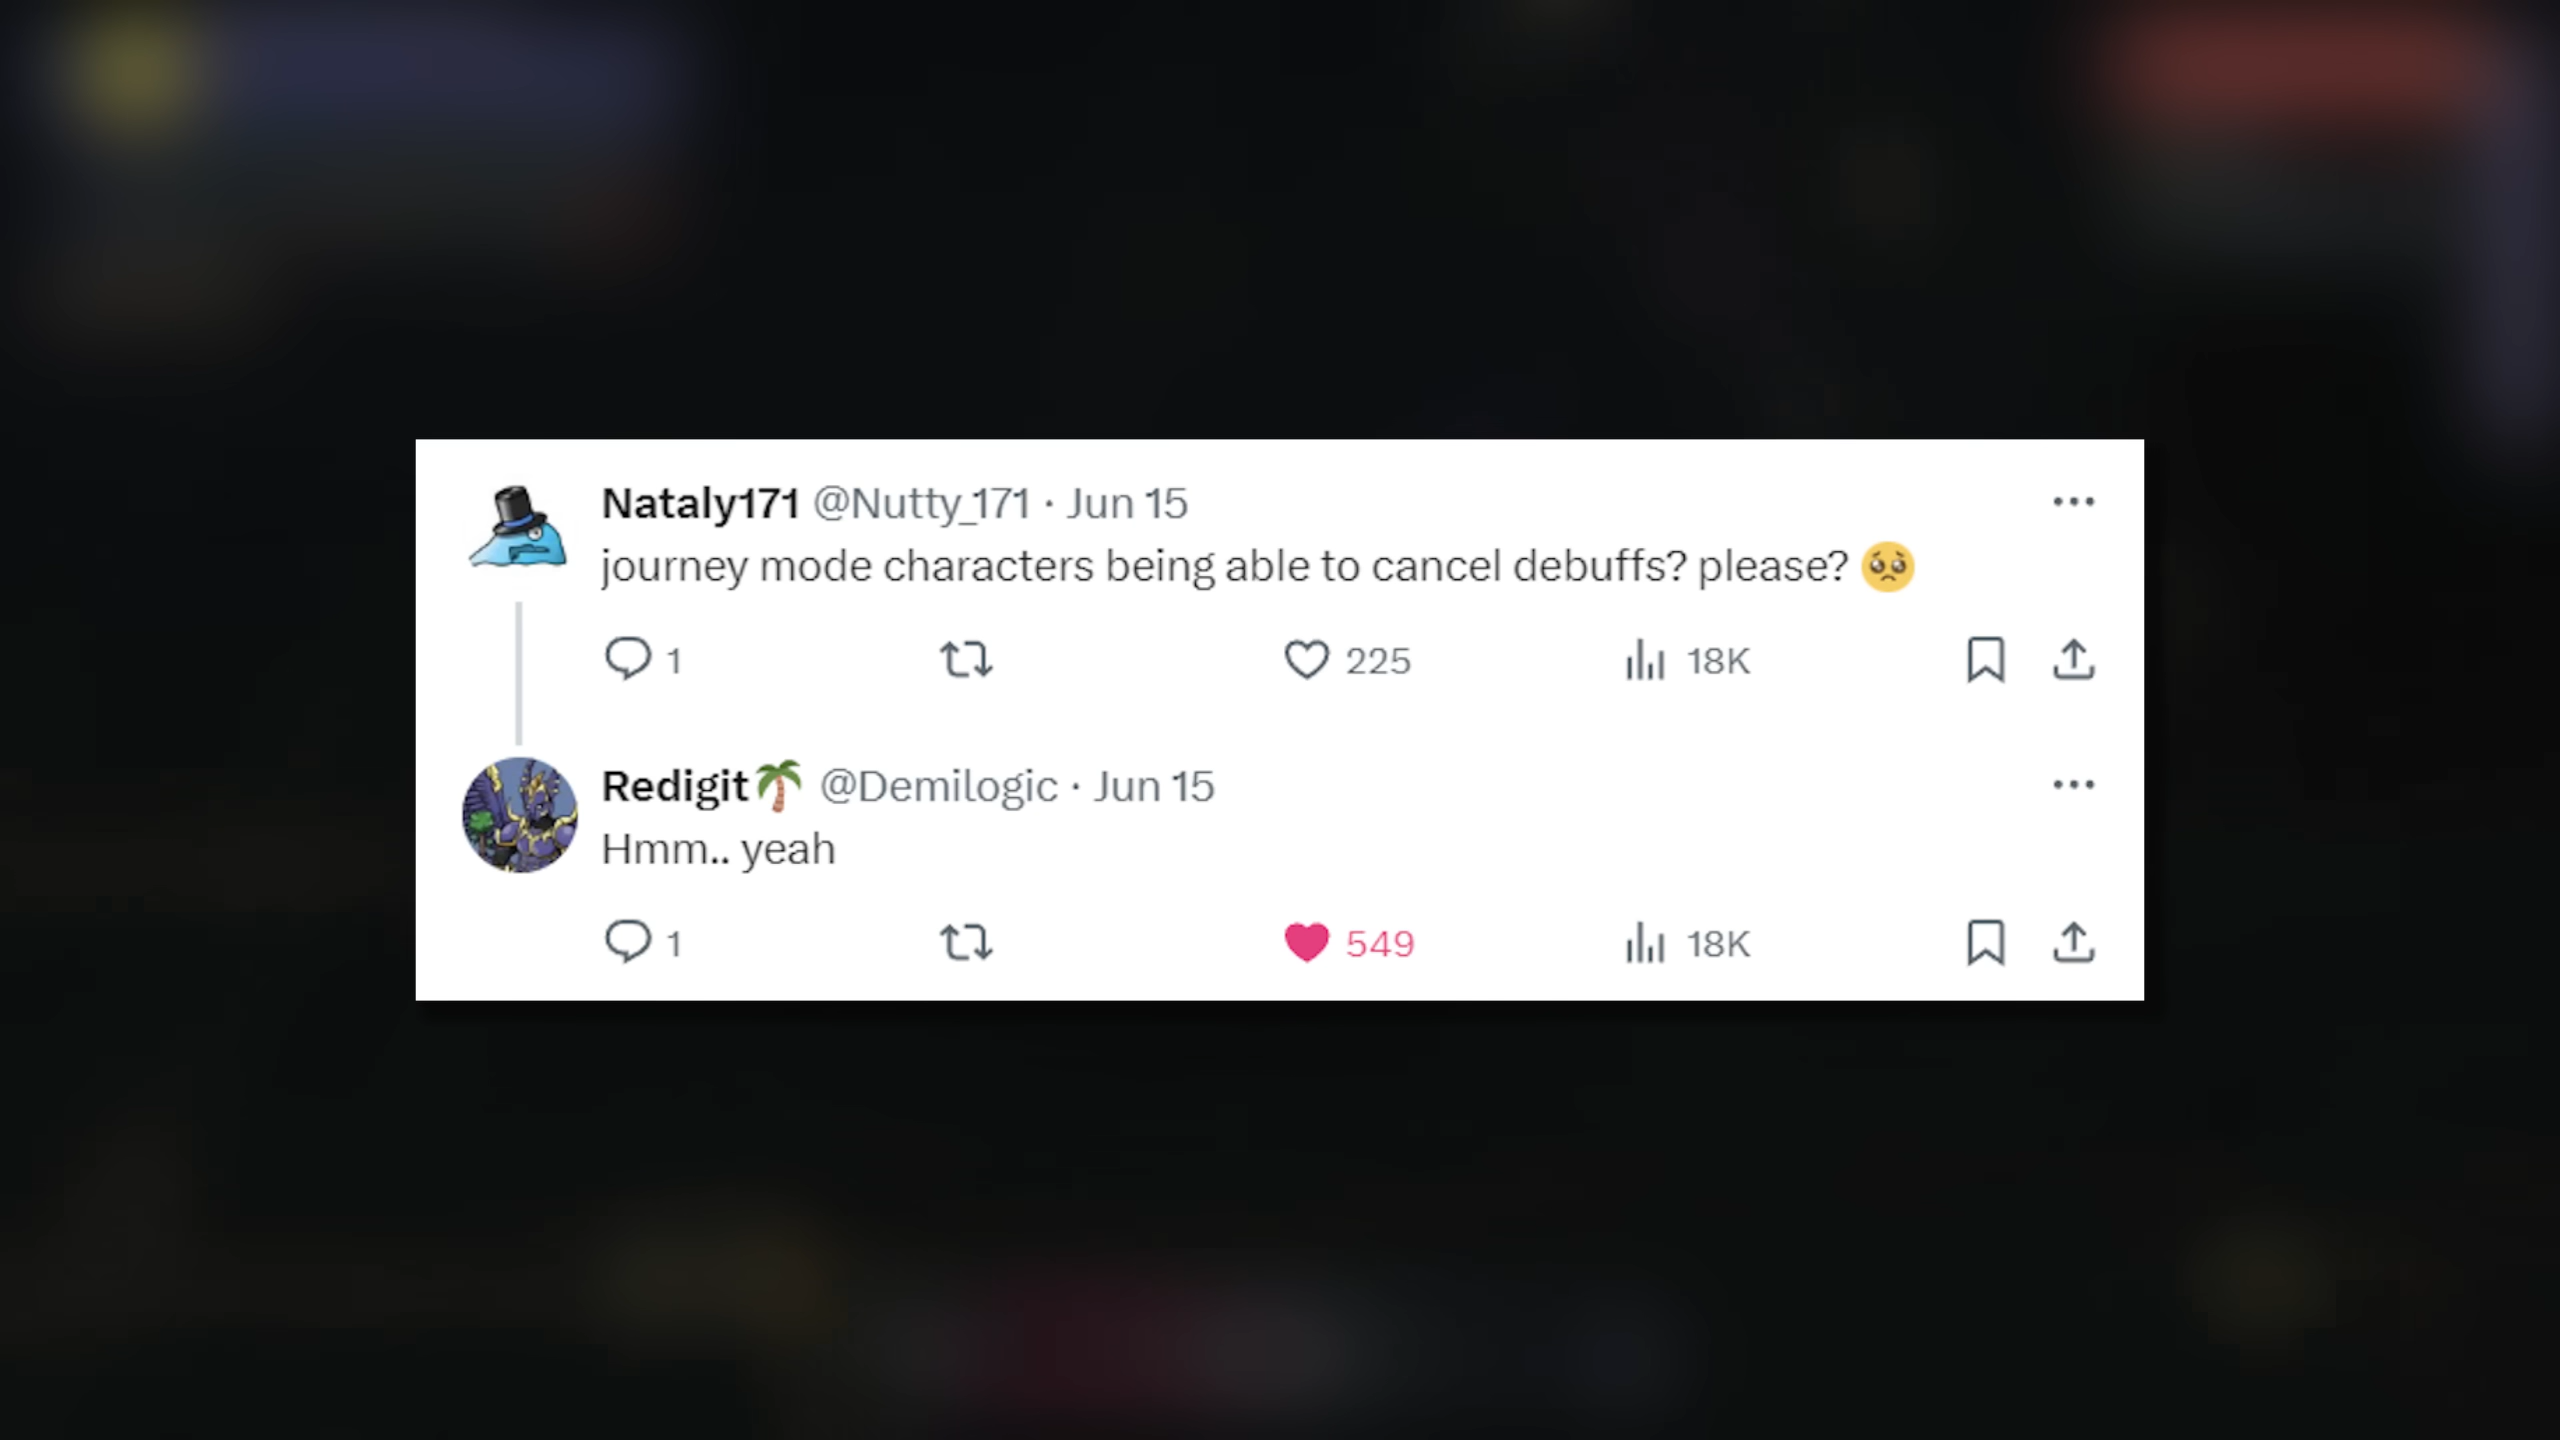 Nataly171 @Nutty_171 · Jun 15
journey mode characters being able to cancel debuffs? please? 🥺
1 225 18K
Redigit🌴 @Demilogic · Jun 15
Hmm.. yeah
1 549 18K